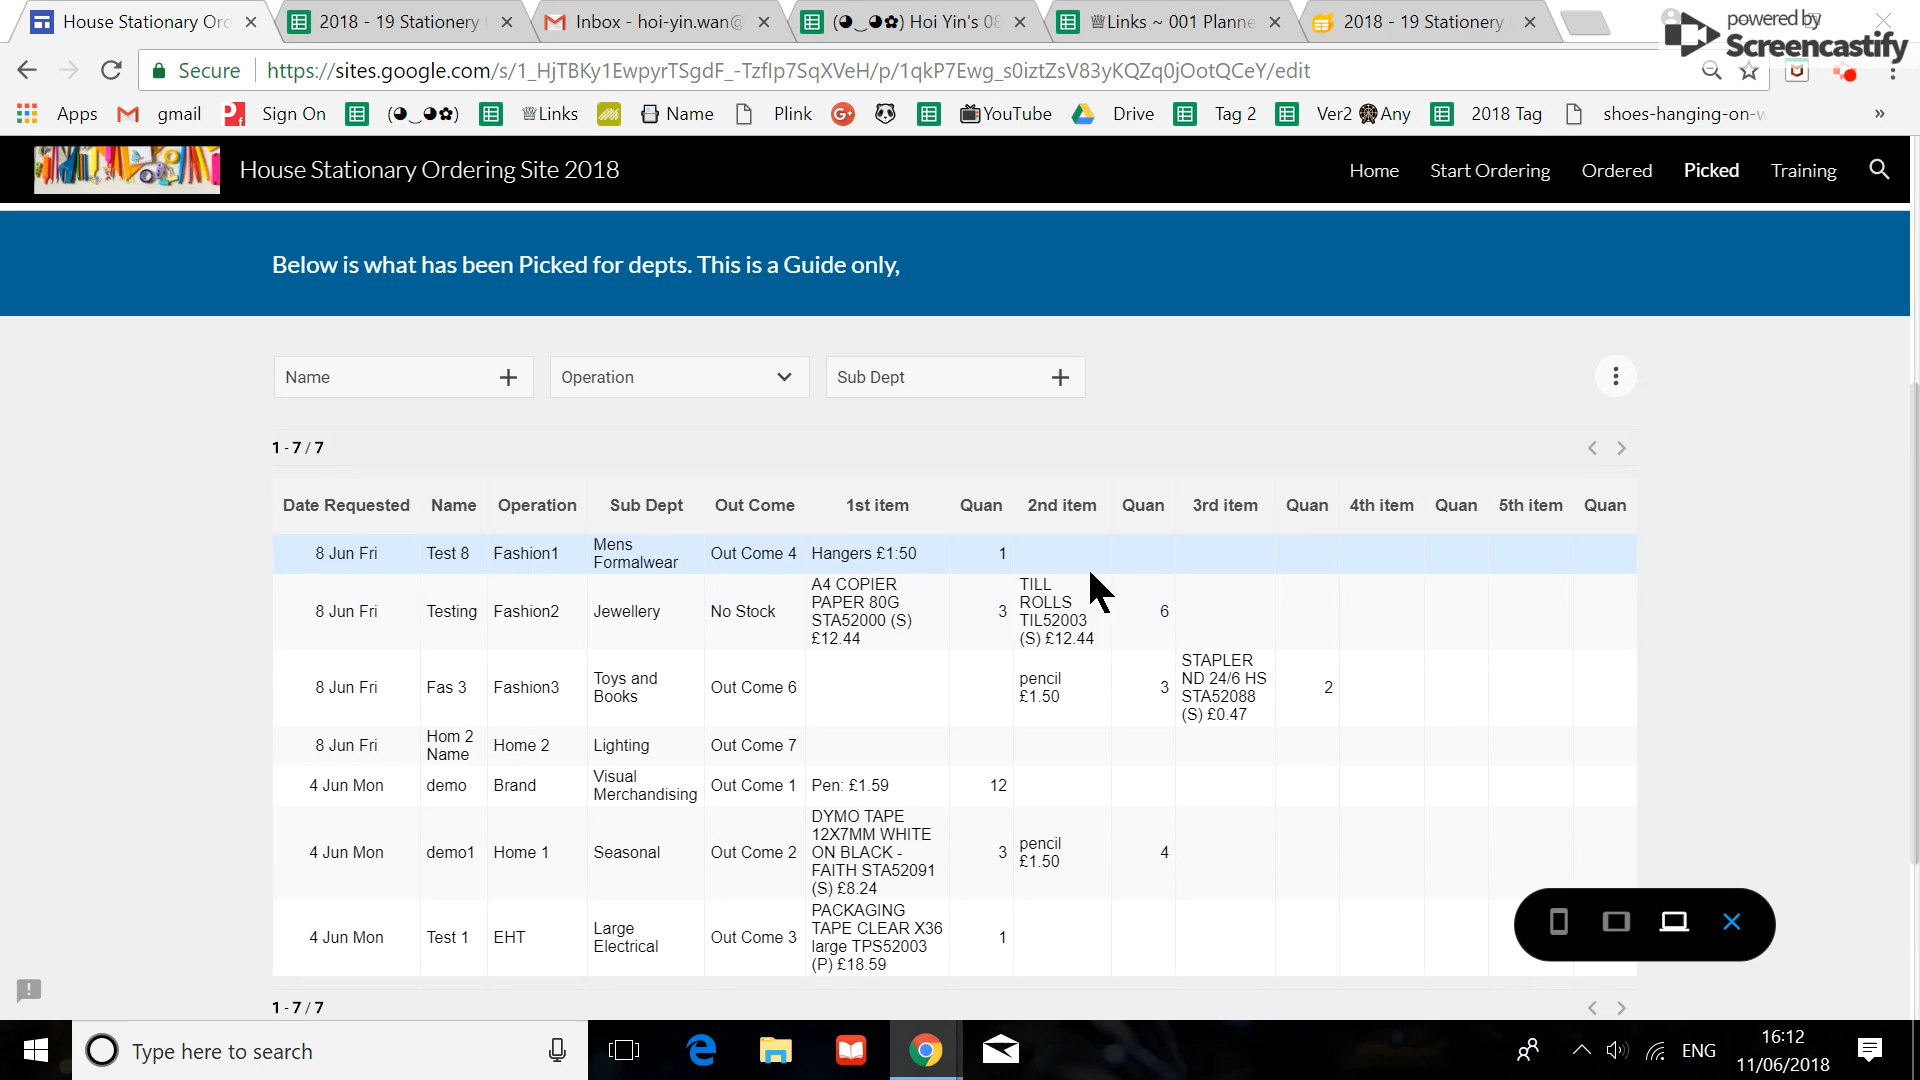 House Stationary Ord
2018 - 19 Stationery
Inbox - hoi-yin.wan@
(◕‿◕✿) Hoi Yin's 08
♕Links ~ 001 Planne
2018 - 19 Stationery
powered by
Screencastify
Secure
https://sites.google.com/s/1_HjTBKy1EwpyrTSgdF_-TzfIp7SqXVeH/p/1qkP7Ewg_s0iztZsV83yKQZq0jOotQCeY/edit
Apps
gmail
Sign On
(◕‿◕✿)
♕Links
Name
Plink
YouTube
Drive
Tag 2
Ver2 Any
2018 Tag
shoes-hanging-on-w
»
House Stationary Ordering Site 2018
Home
Start Ordering
Ordered
Picked
Training
Below is what has been Picked for depts. This is a Guide only,
Name
Operation
Sub Dept
1 - 7 / 7
Date Requested Name Operation Sub Dept Out Come 1st item Quan 2nd item Quan 3rd item Quan 4th item Quan 5th item Quan
8 Jun Fri Test 8 Fashion1
Mens
Formalwear
Out Come 4 Hangers £1:50 1
8 Jun Fri Testing Fashion2 Jewellery No Stock
A4 COPIER
PAPER 80G
STA52000 (S)
£12.44
3
TILL
ROLLS
TIL52003
(S) £12.44
6
8 Jun Fri Fas 3 Fashion3
Toys and
Books
Out Come 6
pencil
£1.50
3
STAPLER
ND 24/6 HS
STA52088
(S) £0.47
2
8 Jun Fri
Hom 2
Name
Home 2 Lighting Out Come 7
4 Jun Mon demo Brand
Visual
Merchandising
Out Come 1 Pen: £1.59 12
4 Jun Mon demo1 Home 1 Seasonal Out Come 2
DYMO TAPE
12X7MM WHITE
ON BLACK -
FAITH STA52091
(S) £8.24
3
pencil
£1.50
4
4 Jun Mon Test 1 EHT
Large
Electrical
Out Come 3
PACKAGING
TAPE CLEAR X36
large TPS52003
(P) £18.59
1
1 - 7 / 7
Type here to search
ENG
16:12
11/06/2018